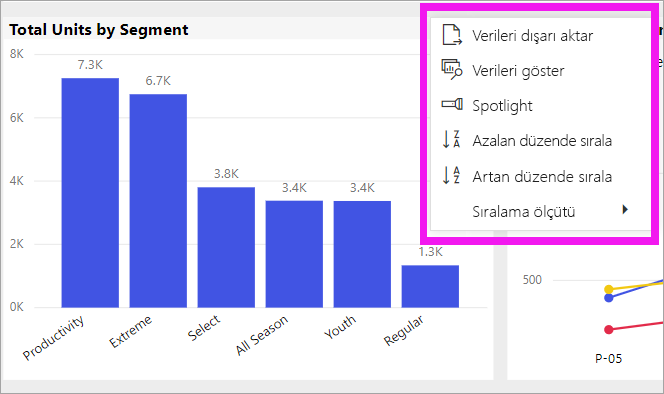 Total Units by Segment
8K
6K
4K
2K
0K
7.3K
6.7K
3.8K
3.4K
3.4K
1.3K
Productivity
Extreme
Select
All Season
Youth
Regular
Verileri dışarı aktar
Verileri göster
Spotlight
Z
A
Azalan düzende sırala
A
Z
Artan düzende sırala
Sıralama ölçütü
500
P-05